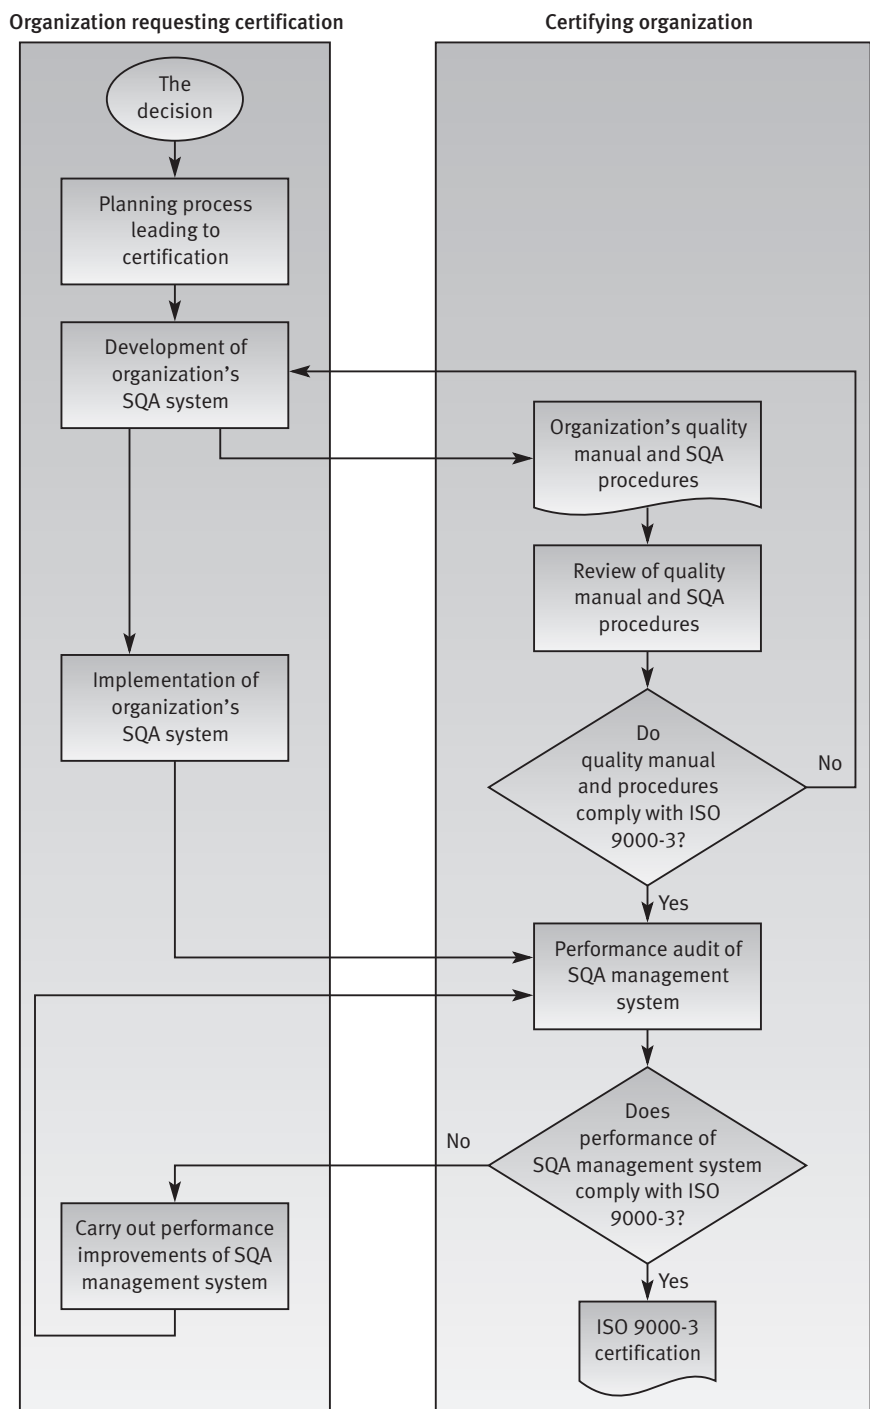 Organization requesting certification
Certifying organization
The
decision
Planning process
leading to
certification
Development of
organization's
SQA system
Organization's quality
manual and SQA
procedures
Review of quality
manual and SQA
procedures
Implementation of
organization's
SQA system
Do
quality manual
and procedures
comply with ISO
9000-3?
No
Yes
Performance audit of
SQA management
system
Does
performance of
SQA management system
comply with ISO
9000-3?
No
Carry out performance
improvements of SQA
management system
Yes
ISO 9000-3
certification